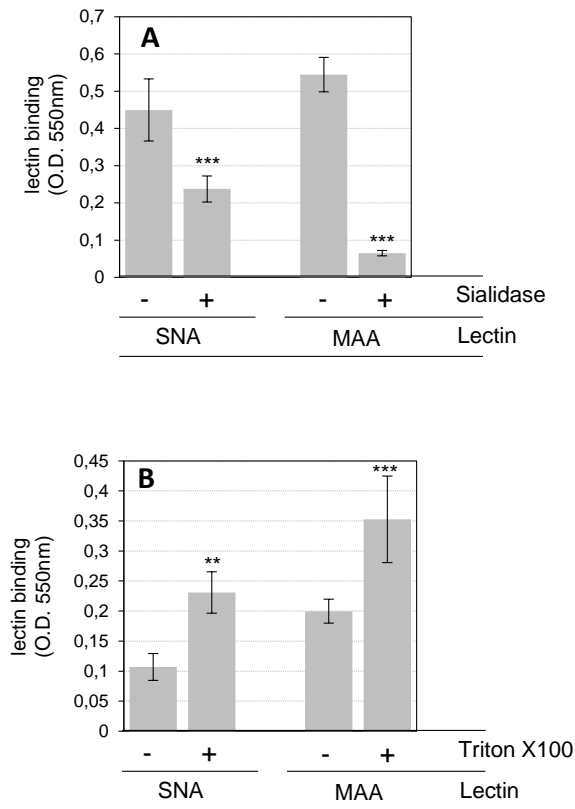 A
lectin binding
(O.D. 550nm)
0,7
0,6
0,5
0,4
0,3
0,2
0,1
0
***
***
- + - + Sialidase
SNA MAA Lectin
B
lectin binding
(O.D. 550nm)
0,45
0,4
0,35
0,3
0,25
0,2
0,15
0,1
0,05
0
**
***
- + - + Triton X100
SNA MAA Lectin